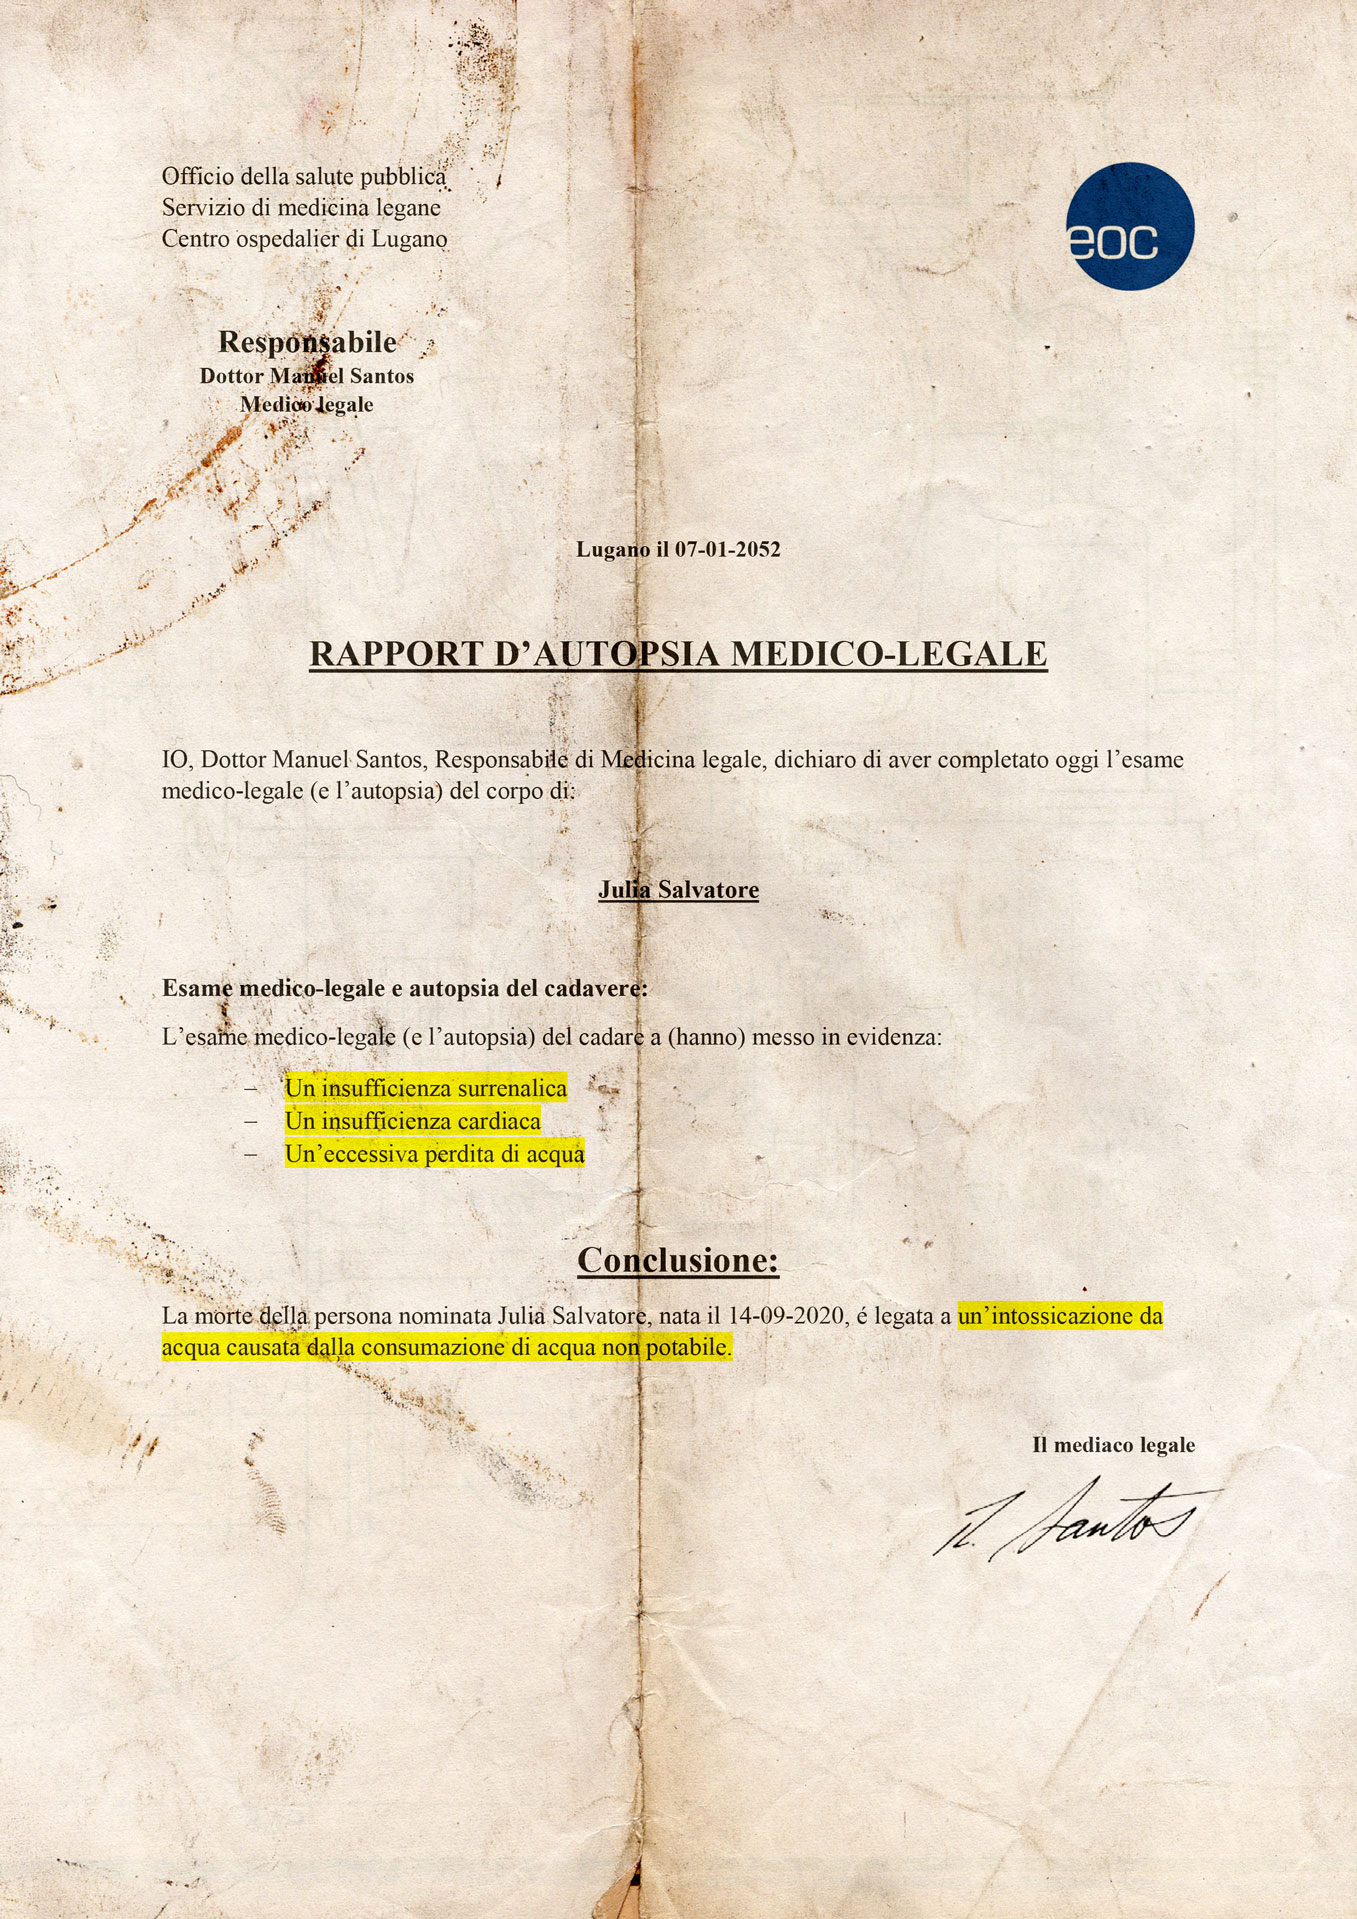 Officio della salute pubblica
Servizio di medicina legane
Centro ospedalier di Lugano
eoc
Responsabile
Dottor Manuel Santos
Medico legale
Lugano il 07-01-2052
RAPPORT D’AUTOPSIA MEDICO-LEGALE
IO, Dottor Manuel Santos, Responsabile di Medicina legale, dichiaro di aver completato oggi l’esame
medico-legale (e l’autopsia) del corpo di:
Julia Salvatore
Esame medico-legale e autopsia del cadavere:
L’esame medico-legale (e l’autopsia) del cadare a (hanno) messo in evidenza:
– Un insufficienza surrenalica
– Un insufficienza cardiaca
– Un’eccessiva perdita di acqua
Conclusione:
La morte della persona nominata Julia Salvatore, nata il 14-09-2020, é legata a un’intossicazione da
acqua causata dalla consumazione di acqua non potabile.
Il mediaco legale
Santos